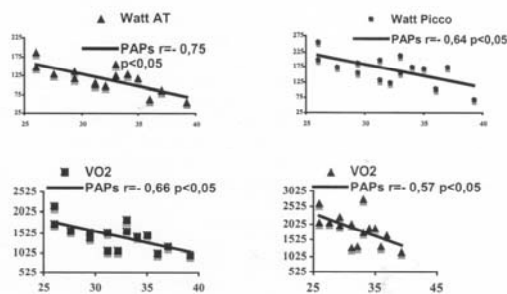 Watt AT
PAPs r=- 0,75
p<0,05
225
175
125
75
25
25 30 35 40
Watt Picco
PAPs r=- 0,64 p<0,05
275
225
175
125
75
25
25 30 35 40
VO2
PAPs r=- 0,66 p<0,05
2525
2025
1525
1025
525
25 30 35 40
VO2
PAPs r=- 0,57 p<0,05
3025
2525
2025
1525
1025
525
25 35 45